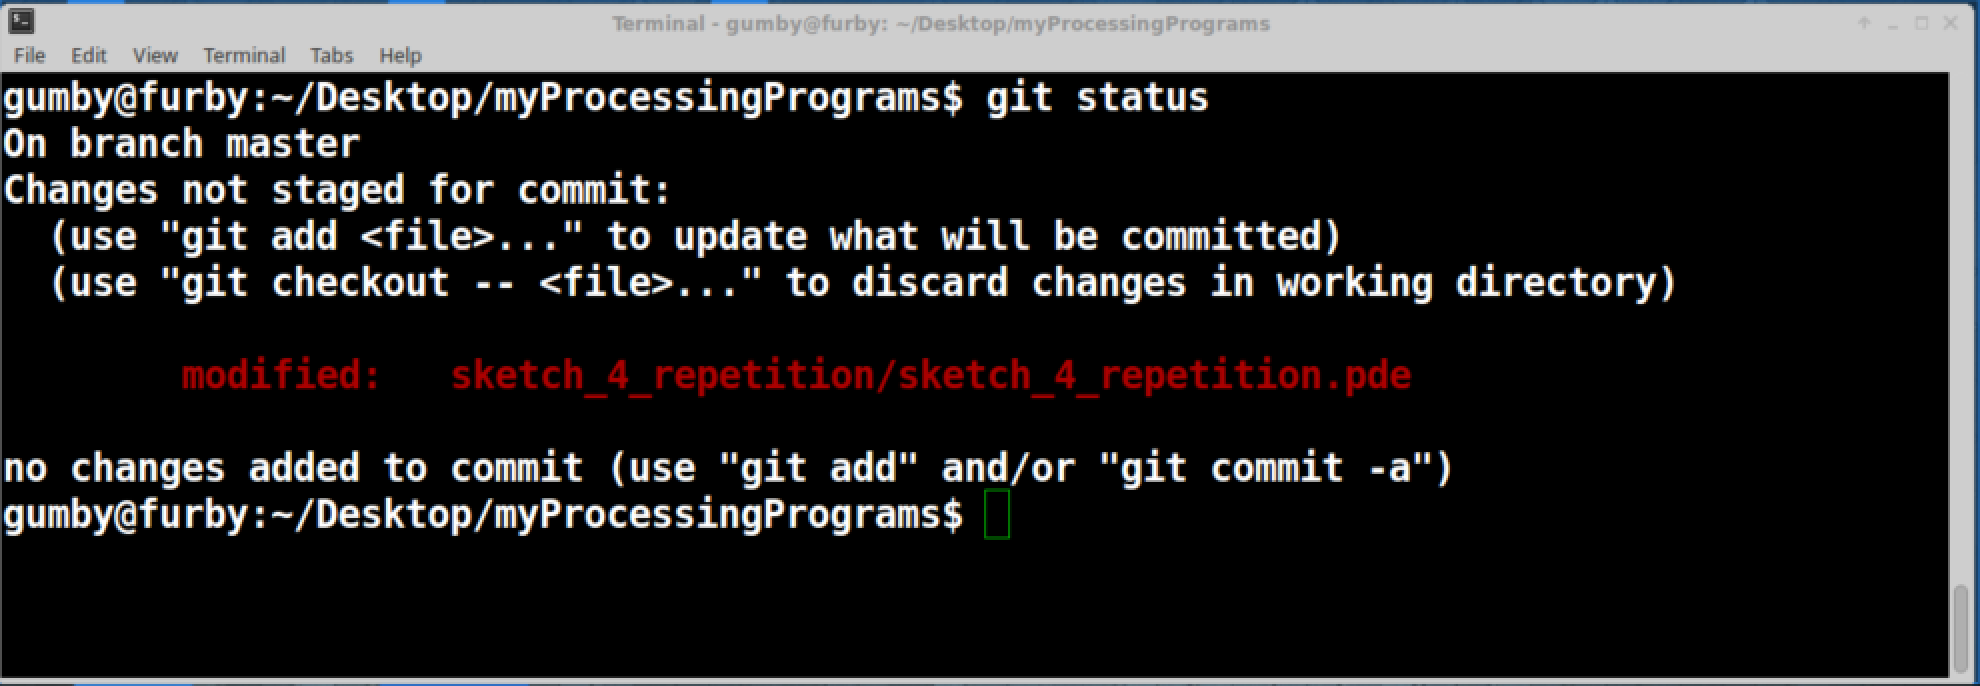 Terminal - gumby@furby: ~/Desktop/myProcessingPrograms
File Edit View Terminal Tabs Help
gumby@furby:~/Desktop/myProcessingPrograms$ git status
On branch master
Changes not staged for commit:
  (use "git add <file>..." to update what will be committed)
  (use "git checkout -- <file>..." to discard changes in working directory)
        modified:   sketch_4_repetition/sketch_4_repetition.pde
no changes added to commit (use "git add" and/or "git commit -a")
gumby@furby:~/Desktop/myProcessingPrograms$